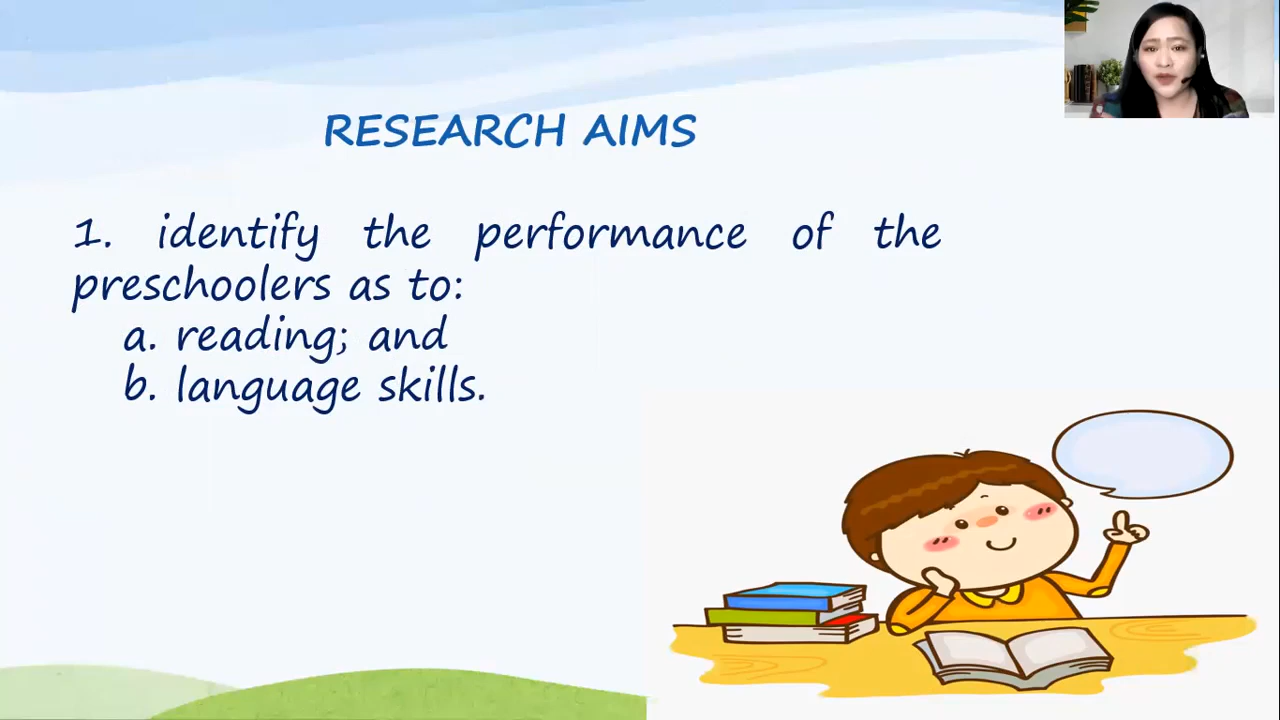 RESEARCH AIMS
1. identify the performance of the
preschoolers as to:
a. reading; and
b. language skills.